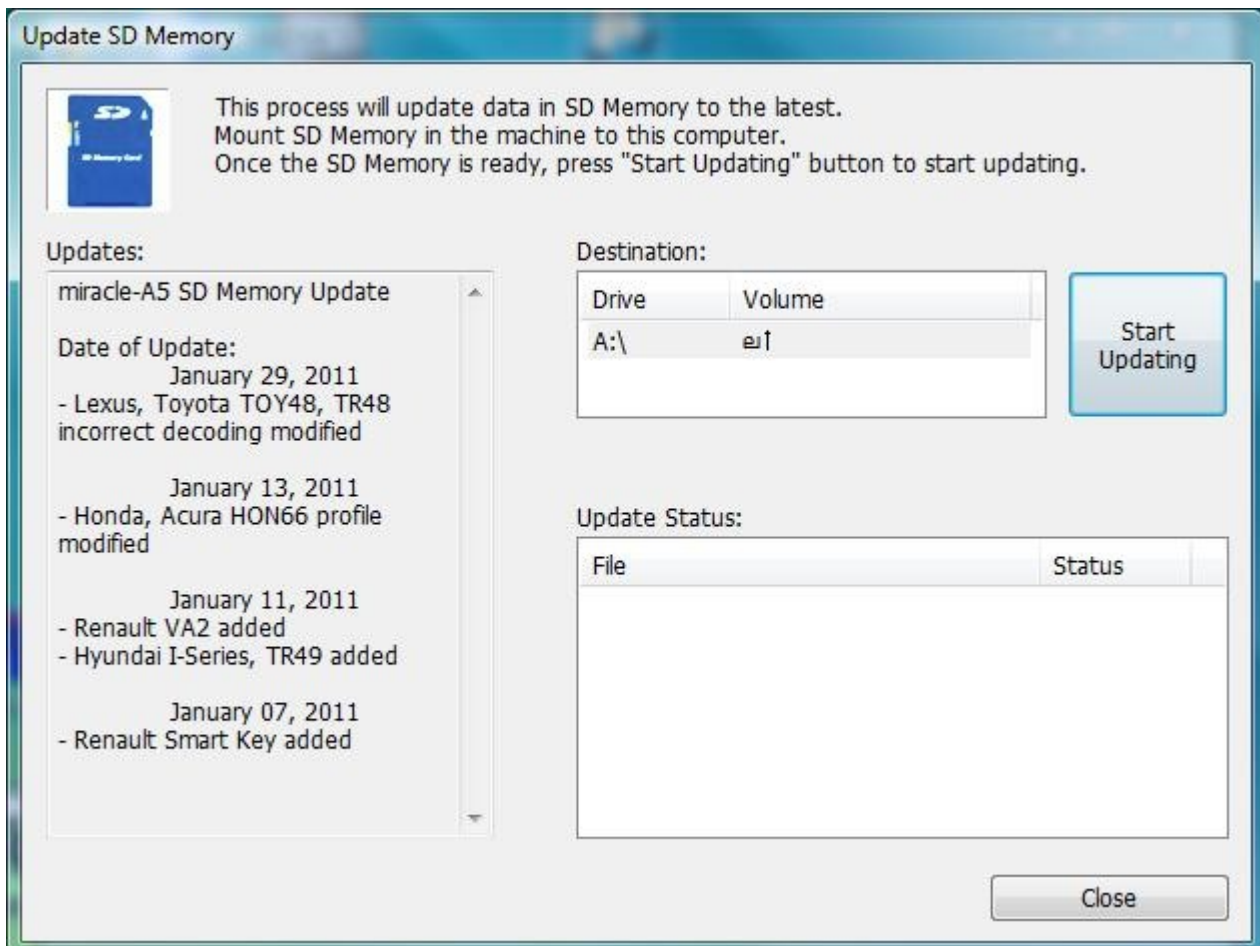 Update SD Memory
This process will update data in SD Memory to the latest.
Mount SD Memory in the machine to this computer.
Once the SD Memory is ready, press "Start Updating" button to start updating.
Updates:
miracle-A5 SD Memory Update
Date of Update:
January 29, 2011
- Lexus, Toyota TOY48, TR48
incorrect decoding modified
January 13, 2011
- Honda, Acura HON66 profile
modified
January 11, 2011
- Renault VA2 added
- Hyundai I-Series, TR49 added
January 07, 2011
- Renault Smart Key added
Destination:
Drive Volume
A:\
Start
Updating
Update Status:
File Status
Close